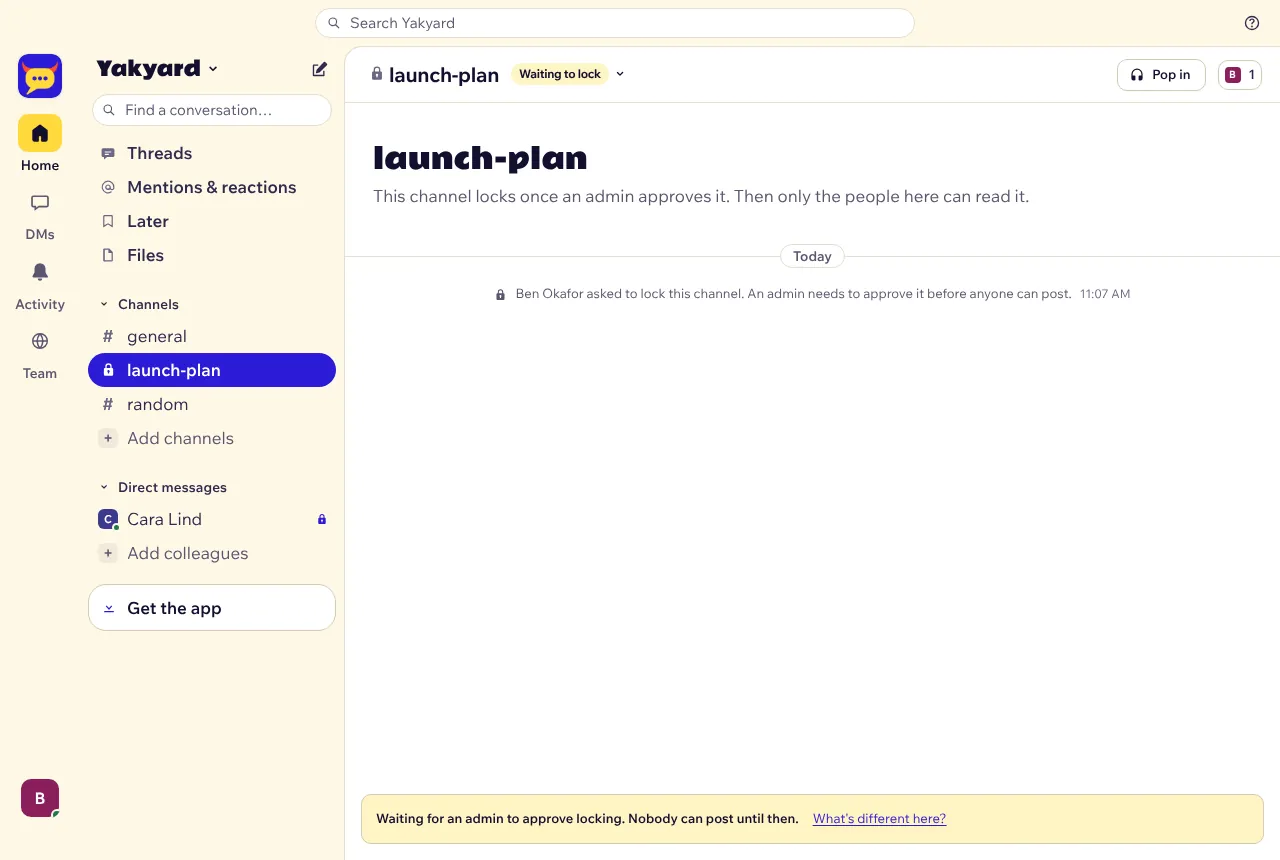 Search Yakyard
Yakyard
Find a conversation…
Home
DMs
Activity
Team
Threads
Mentions & reactions
Later
Files
Channels
# general
launch-plan
# random
+ Add channels
Direct messages
C Cara Lind
+ Add colleagues
Get the app
B
launch-plan Waiting to lock
Pop in
B 1
launch-plan
This channel locks once an admin approves it. Then only the people here can read it.
Today
Ben Okafor asked to lock this channel. An admin needs to approve it before anyone can post. 11:07 AM
Waiting for an admin to approve locking. Nobody can post until then. What's different here?